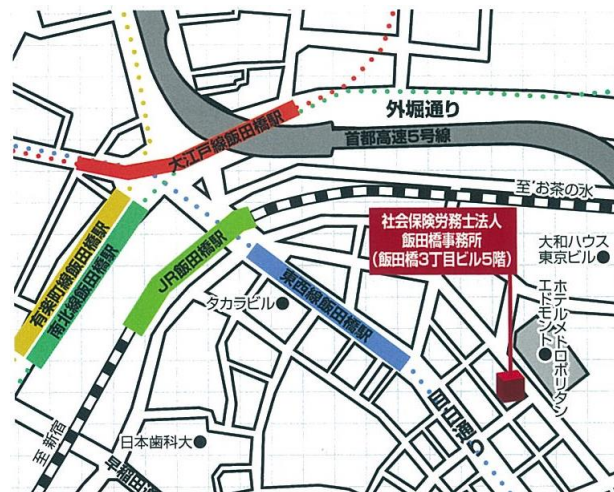 外堀通り
大江戸線飯田橋駅
首都高速5号線
至 お茶の水
社会保険労務士法人
飯田橋事務所
(飯田橋3丁目ビル5階)
大和ハウス
東京ビル
有楽町線飯田橋駅
南北線飯田橋駅
JR飯田橋駅
東西線飯田橋駅
タカラビル
ホテルメトロポリタン
エドモント
目白通り
日本歯科大
至 新宿